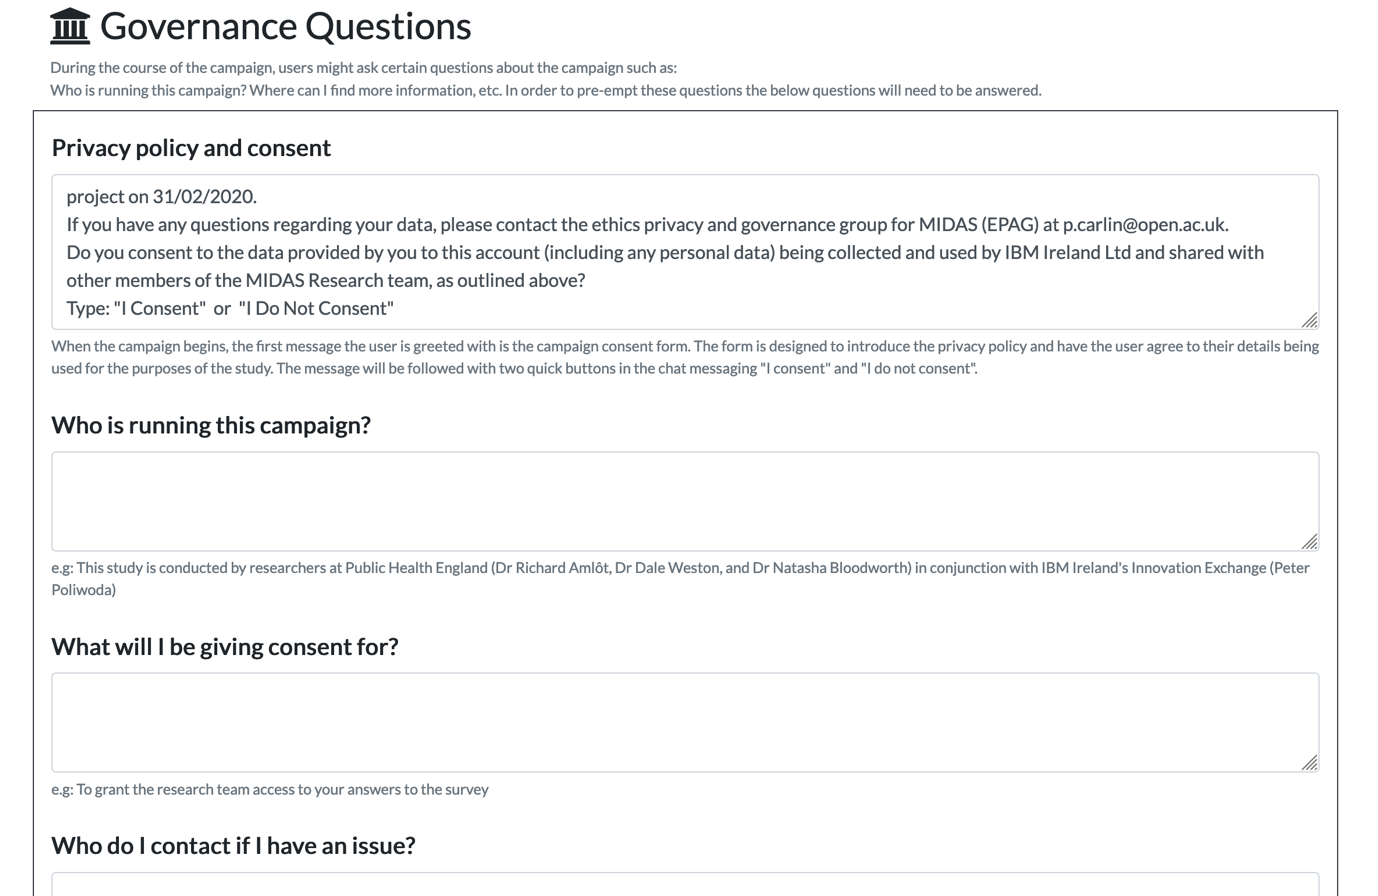 Governance Questions
During the course of the campaign, users might ask certain questions about the campaign such as:
Who is running this campaign? Where can I find more information, etc. In order to pre-empt these questions the below questions will need to be answered.
Privacy policy and consent
project on 31/02/2020.
If you have any questions regarding your data, please contact the ethics privacy and governance group for MIDAS (EPAG) at p.carlin@open.ac.uk.
Do you consent to the data provided by you to this account (including any personal data) being collected and used by IBM Ireland Ltd and shared with
other members of the MIDAS Research team, as outlined above?
Type: "I Consent"  or  "I Do Not Consent"
When the campaign begins, the first message the user is greeted with is the campaign consent form. The form is designed to introduce the privacy policy and have the user agree to their details being
used for the purposes of the study. The message will be followed with two quick buttons in the chat messaging "I consent" and "I do not consent".
Who is running this campaign?
e.g: This study is conducted by researchers at Public Health England (Dr Richard Amlôt, Dr Dale Weston, and Dr Natasha Bloodworth) in conjunction with IBM Ireland's Innovation Exchange (Peter
Poliwoda)
What will I be giving consent for?
e.g: To grant the research team access to your answers to the survey
Who do I contact if I have an issue?